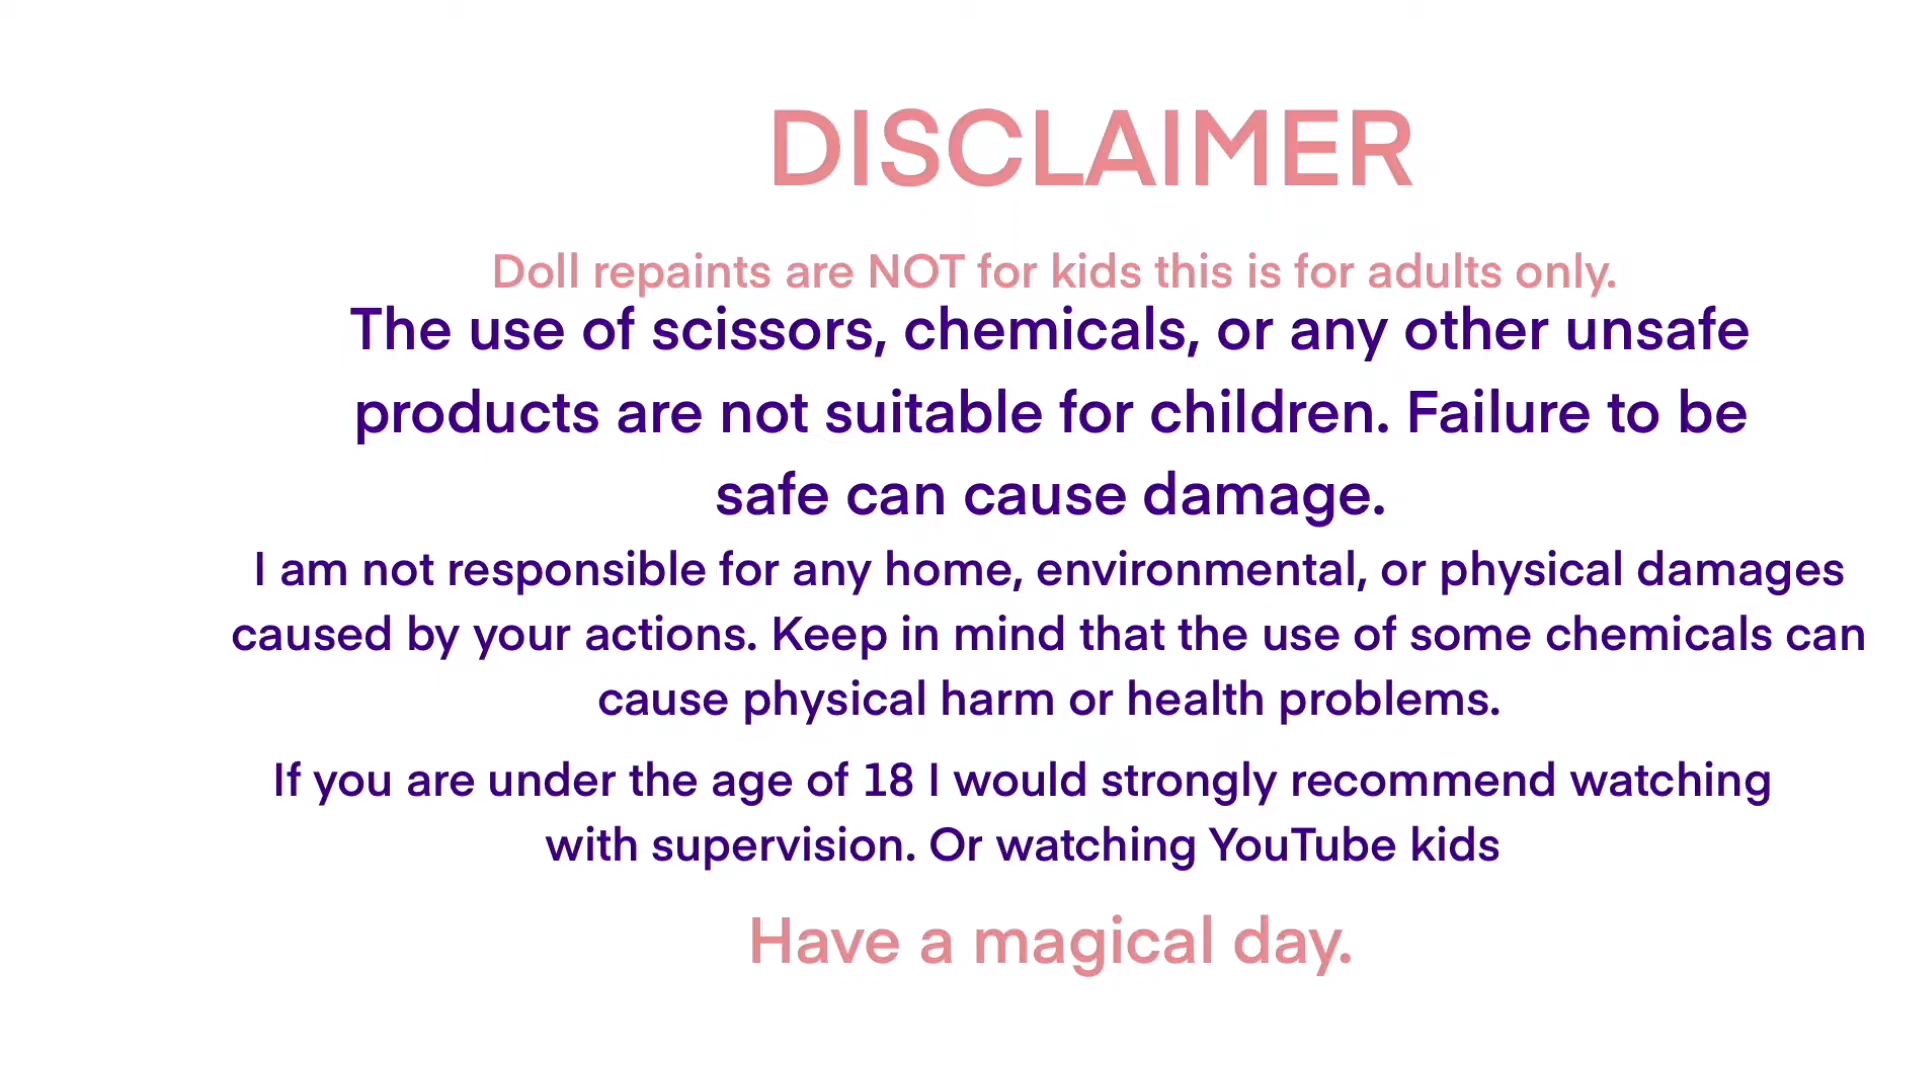 DISCLAIMER
Doll repaints are NOT for kids this is for adults only.
The use of scissors, chemicals, or any other unsafe
products are not suitable for children. Failure to be
safe can cause damage.
I am not responsible for any home, environmental, or physical damages
caused by your actions. Keep in mind that the use of some chemicals can
cause physical harm or health problems.
If you are under the age of 18 I would strongly recommend watching
with supervision. Or watching YouTube kids
Have a magical day.